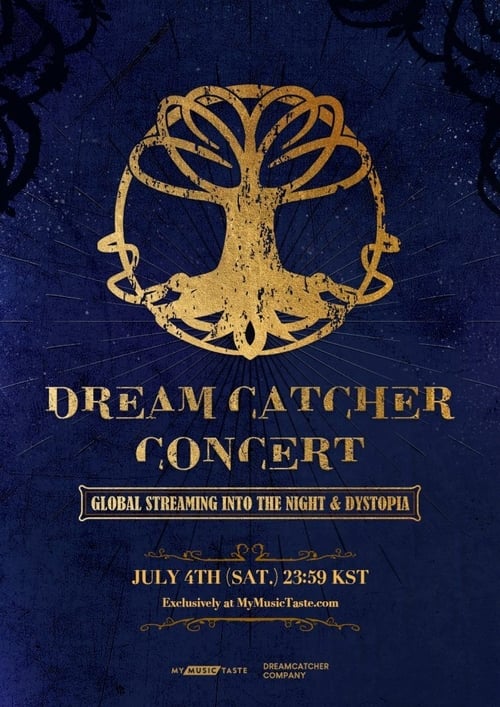 DREAM CATCHER
CONCERT
GLOBAL STREAMING INTO THE NIGHT & DYSTOPIA
JULY 4TH (SAT.) 23:59 KST
Exclusively at MyMusicTaste.com
MY MUSIC TASTE
DREAMCATCHER
COMPANY